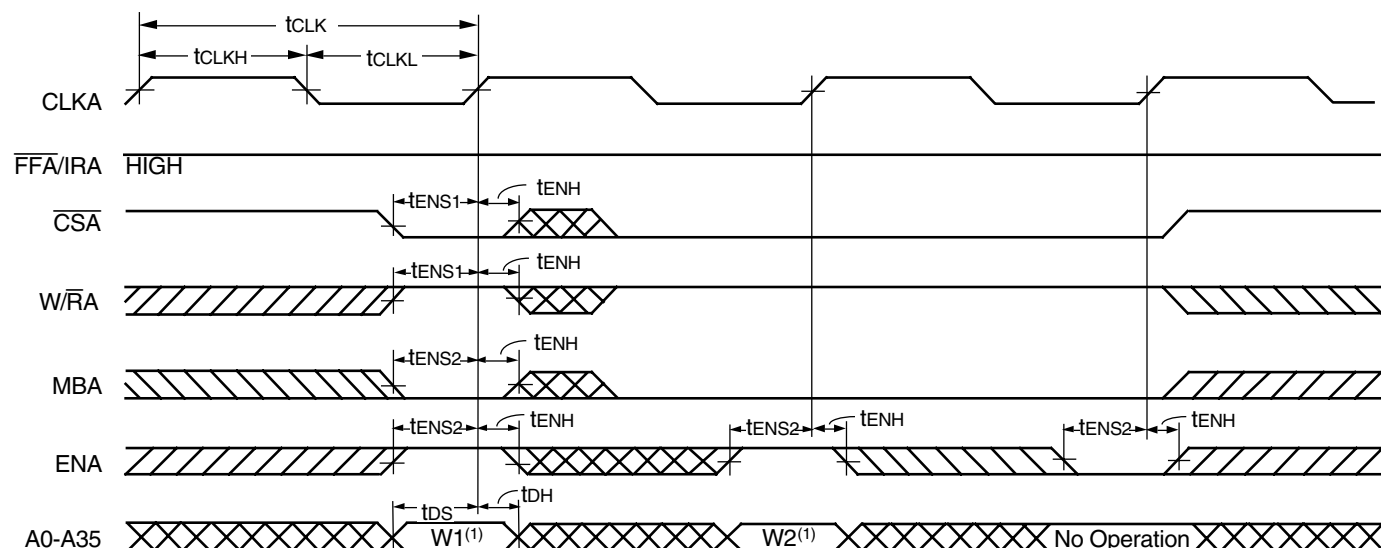 tCLK
tCLKH tCLKL
CLKA
FFA/IRA HIGH
tENS1 tENH
CSA
tENS1 tENH
W/RA
tENS2 tENH
MBA
tENS2 tENH tENS2 tENH tENS2 tENH
ENA
tDS tDH
A0-A35 W1(1) W2(1) No Operation